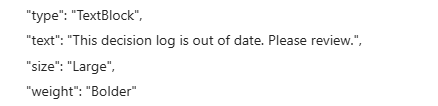 "type": "TextBlock",
"text": "This decision log is out of date. Please review.",
"size": "Large",
"weight": "Bolder"